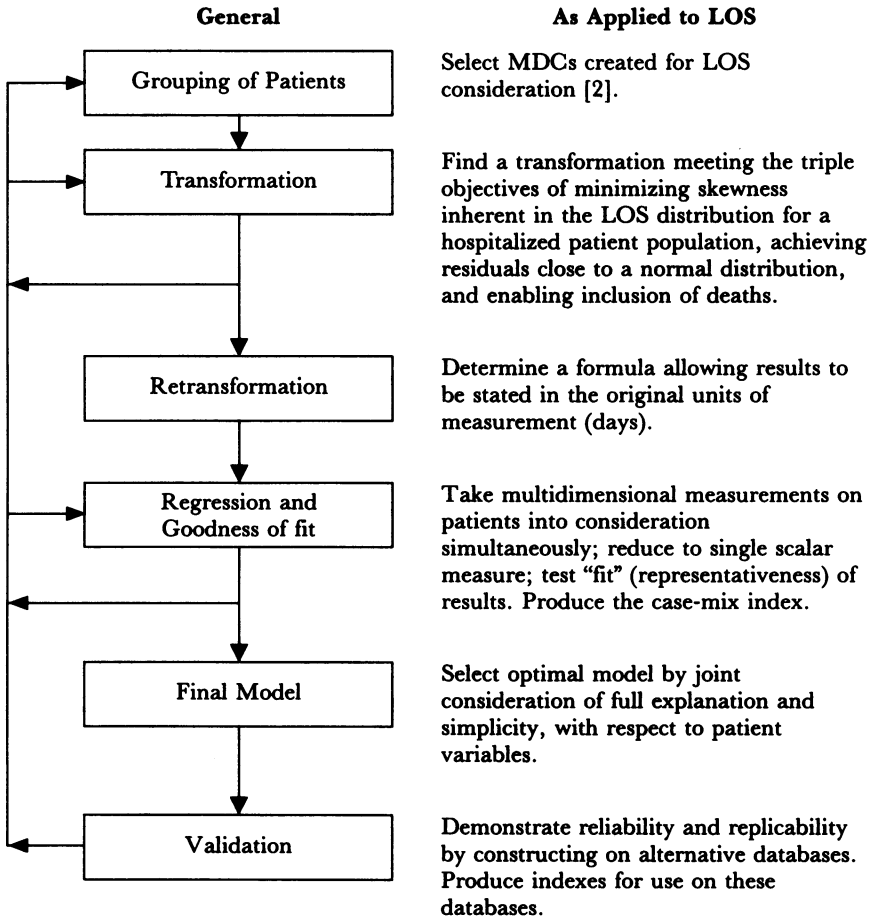 General
As Applied to LOS
Grouping of Patients
Select MDCs created for LOS
consideration [2].
Transformation
Find a transformation meeting the triple
objectives of minimizing skewness
inherent in the LOS distribution for a
hospitalized patient population, achieving
residuals close to a normal distribution,
and enabling inclusion of deaths.
Retransformation
Determine a formula allowing results to
be stated in the original units of
measurement (days).
Regression and
Goodness of fit
Take multidimensional measurements on
patients into consideration
simultaneously; reduce to single scalar
measure; test “fit” (representativeness) of
results. Produce the case-mix index.
Final Model
Select optimal model by joint
consideration of full explanation and
simplicity, with respect to patient
variables.
Validation
Demonstrate reliability and replicability
by constructing on alternative databases.
Produce indexes for use on these
databases.